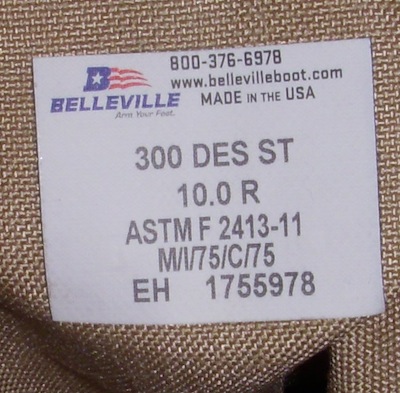 800-376-6978
www.bellevilleboot.com
BELLEVILLE
Arm Your Feet.
MADE IN THE USA
300 DES ST
10.0 R
ASTM F 2413-11
M/I/75/C/75
EH 1755978